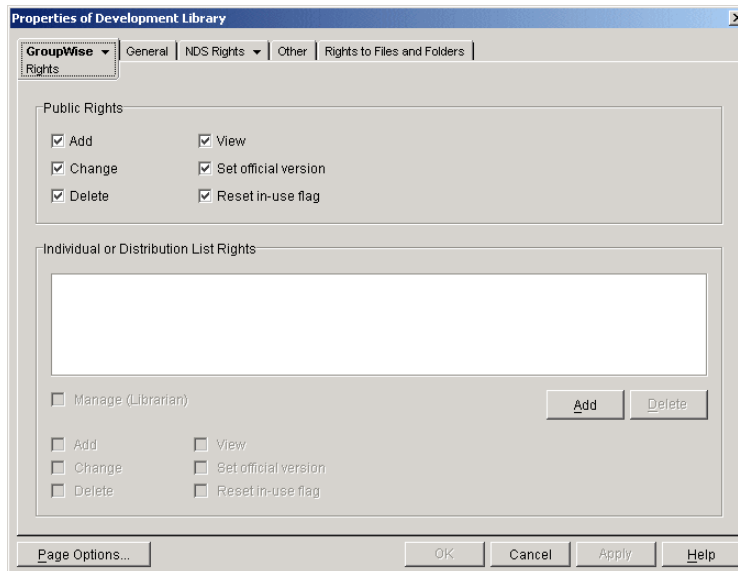 Properties of Development Library
GroupWise General NDS Rights Other Rights to Files and Folders
Rights
Public Rights
Add View
Change Set official version
Delete Reset in-use flag
Individual or Distribution List Rights
Manage (Librarian)
Add Delete
Add View
Change Set official version
Delete Reset in-use flag
Page Options... OK Cancel Apply Help